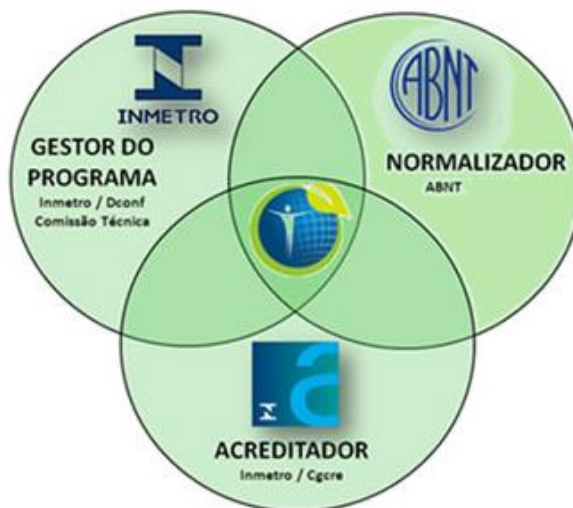 INMETRO
GESTOR DO
PROGRAMA
Inmetro / Dconf
Comissão Técnica
ABNT
NORMALIZADOR
ABNT
a
ACREDITADOR
Inmetro / Cgcre